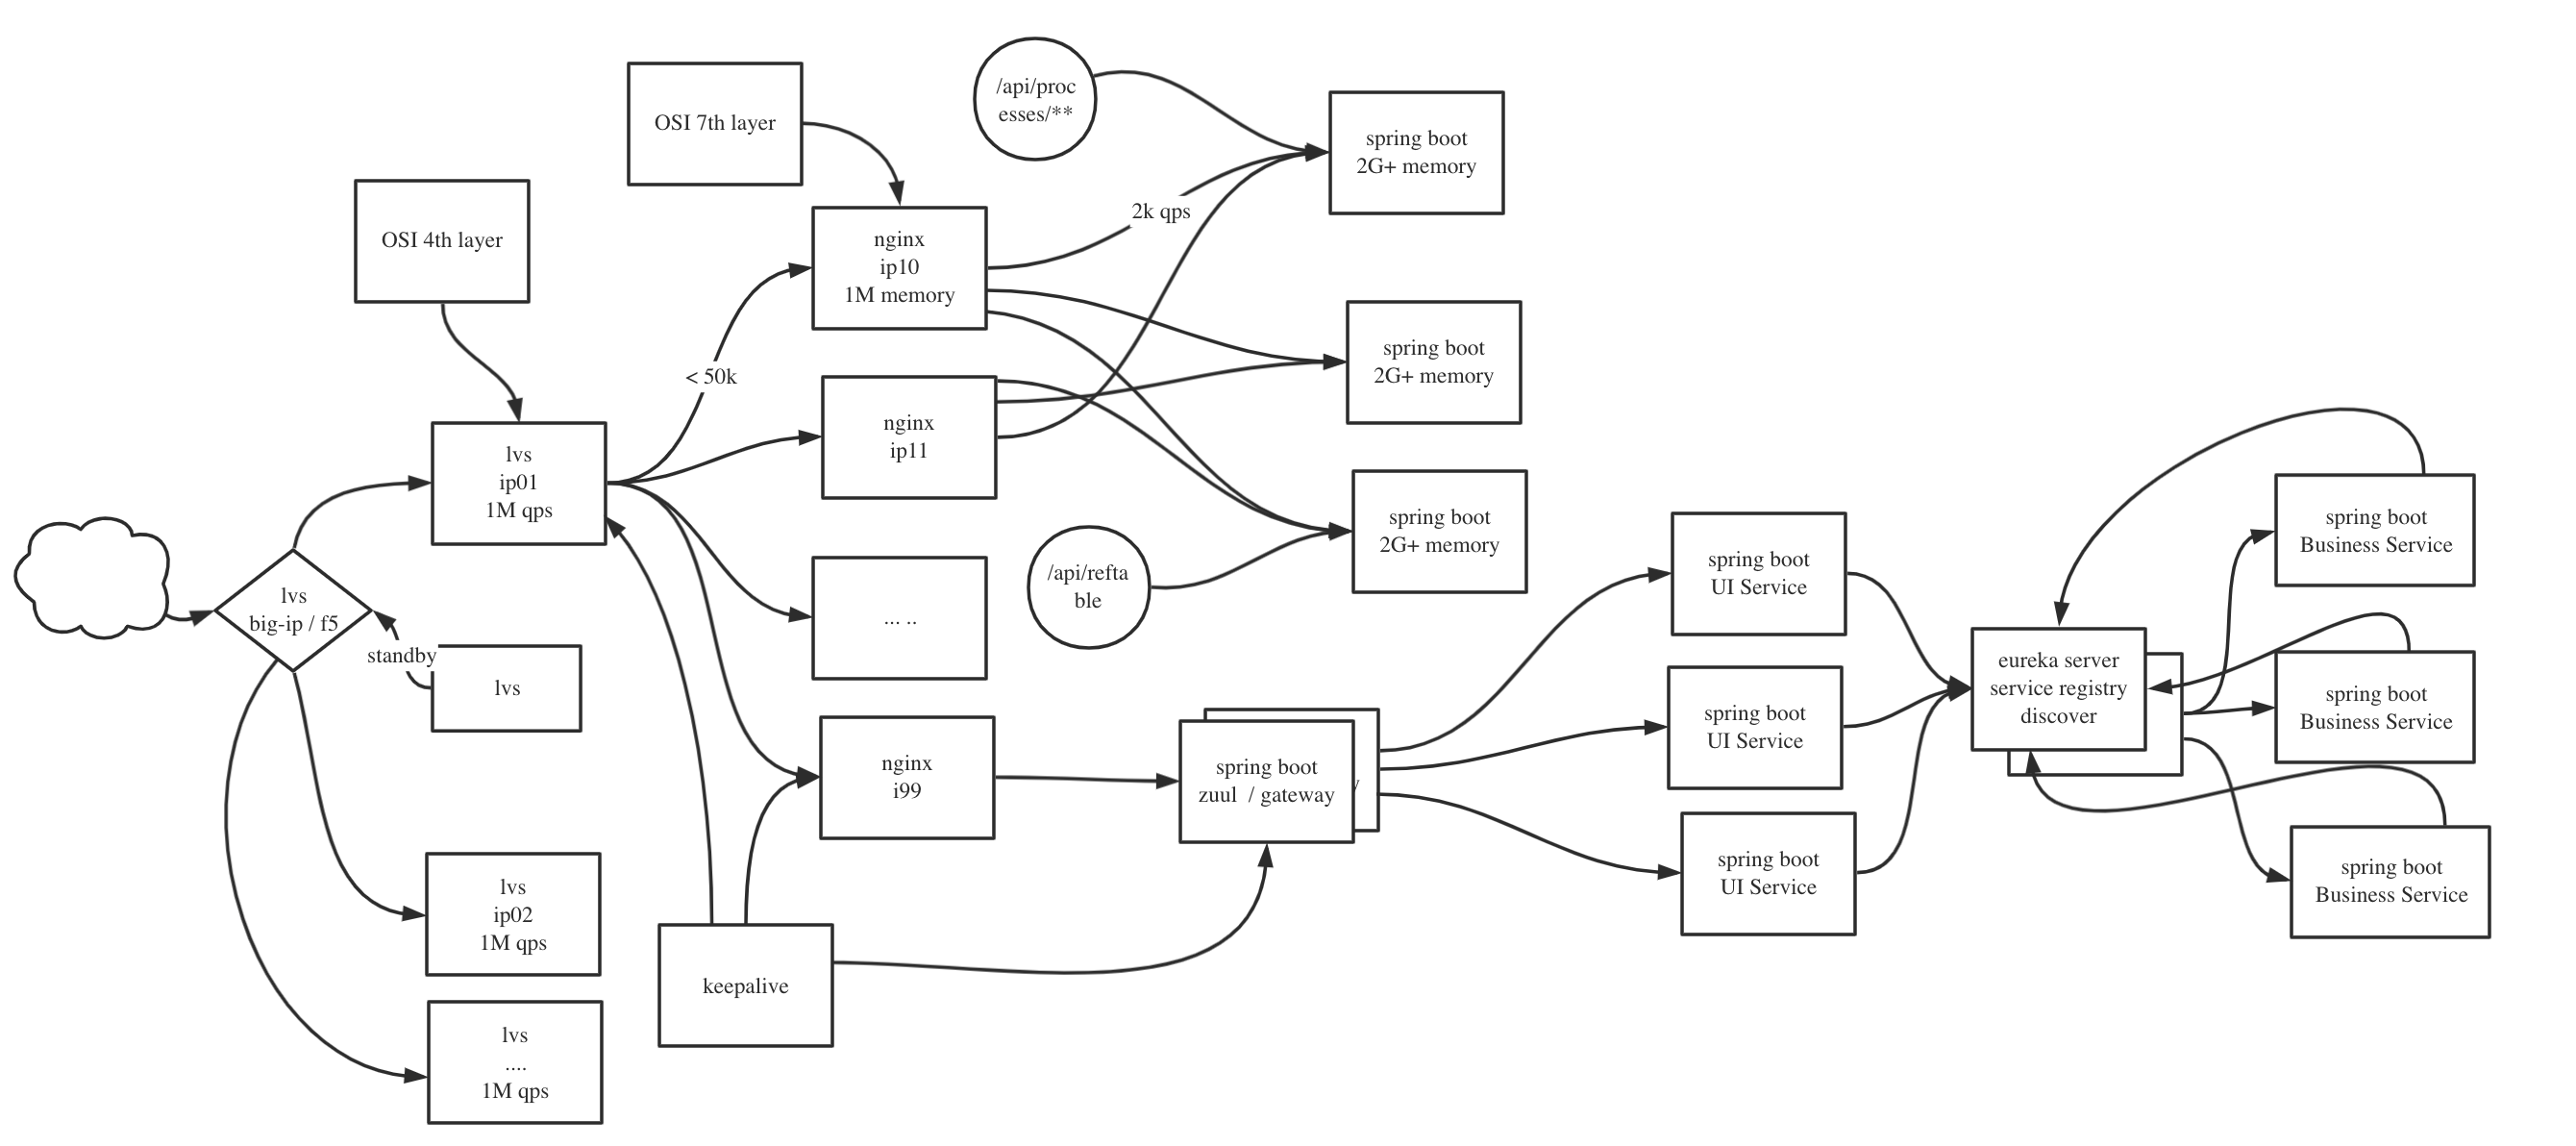 OSI 7th layer
/api/proc
esses/**
spring boot
2G+ memory
OSI 4th layer
nginx
ip10
1M memory
2k qps
< 50k
spring boot
2G+ memory
nginx
ip11
lvs
ip01
1M qps
spring boot
2G+ memory
/api/refta
ble
... ..
lvs
big-ip / f5
standby
lvs
nginx
i99
spring boot
zuul / gateway
y
spring boot
UI Service
spring boot
UI Service
spring boot
UI Service
eureka server
service registry
discover
spring boot
Business Service
spring boot
Business Service
spring boot
Business Service
lvs
ip02
1M qps
keepalive
lvs
....
1M qps